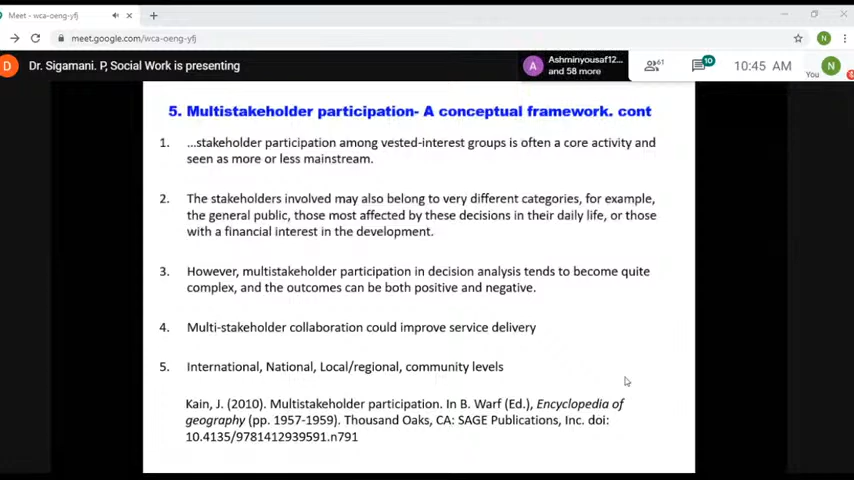 Meet - wca-oeng-yfj
meet.google.com/wca-oeng-yfj
N
D
Dr. Sigamani. P, Social Work is presenting
A
Ashminyousaf12...
and 58 more
61
10
10:45 AM
You
N
5. Multistakeholder participation- A conceptual framework. cont
1. ...stakeholder participation among vested-interest groups is often a core activity and
seen as more or less mainstream.
2. The stakeholders involved may also belong to very different categories, for example,
the general public, those most affected by these decisions in their daily life, or those
with a financial interest in the development.
3. However, multistakeholder participation in decision analysis tends to become quite
complex, and the outcomes can be both positive and negative.
4. Multi-stakeholder collaboration could improve service delivery
5. International, National, Local/regional, community levels
Kain, J. (2010). Multistakeholder participation. In B. Warf (Ed.), Encyclopedia of
geography (pp. 1957-1959). Thousand Oaks, CA: SAGE Publications, Inc. doi:
10.4135/9781412939591.n791